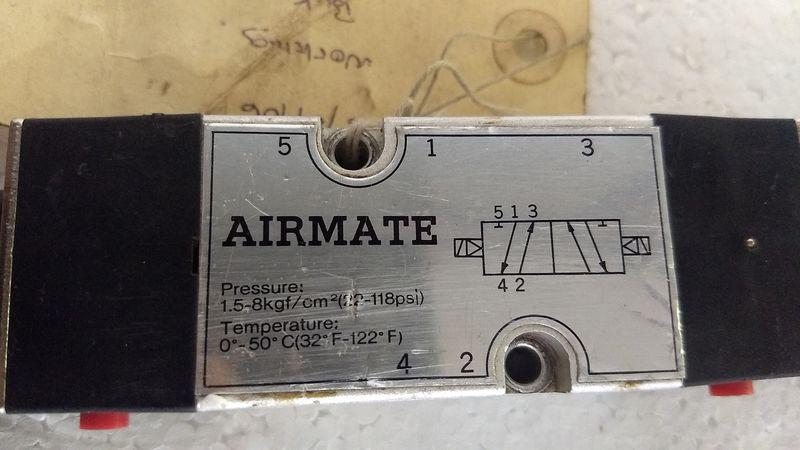 working
5 1 3
AIRMATE
5 1 3
4 2
Pressure:
1.5-8kgf/cm²(22-118psi)
Temperature:
0°-50°C(32°F-122°F)
4 2